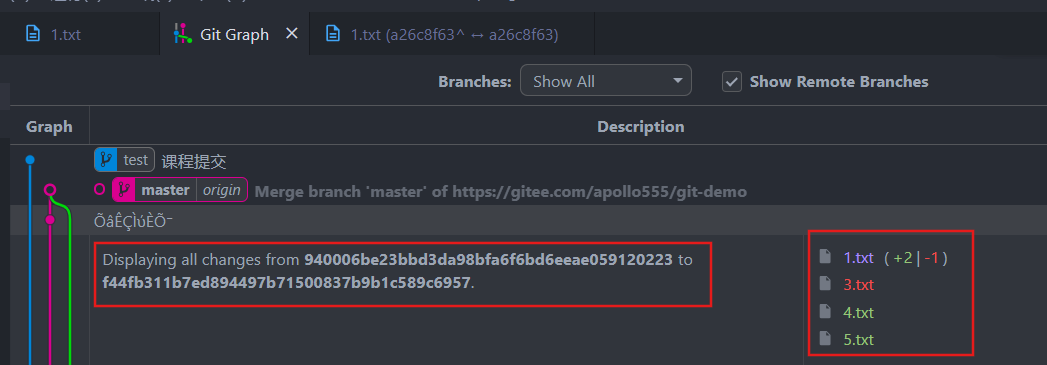 1.txt
Git Graph
1.txt (a26c8f63^ ↔ a26c8f63)
Branches: Show All
Show Remote Branches
Graph Description
test 课程提交
master origin Merge branch 'master' of https://gitee.com/apollo555/git-demo
ÕâÊÇÌúÈÕ־
Displaying all changes from 940006be23bbd3da98bfa6f6bd6eeae059120223 to
f44fb311b7ed894497b71500837b9b1c589c6957.
1.txt ( +2 | -1 )
3.txt
4.txt
5.txt